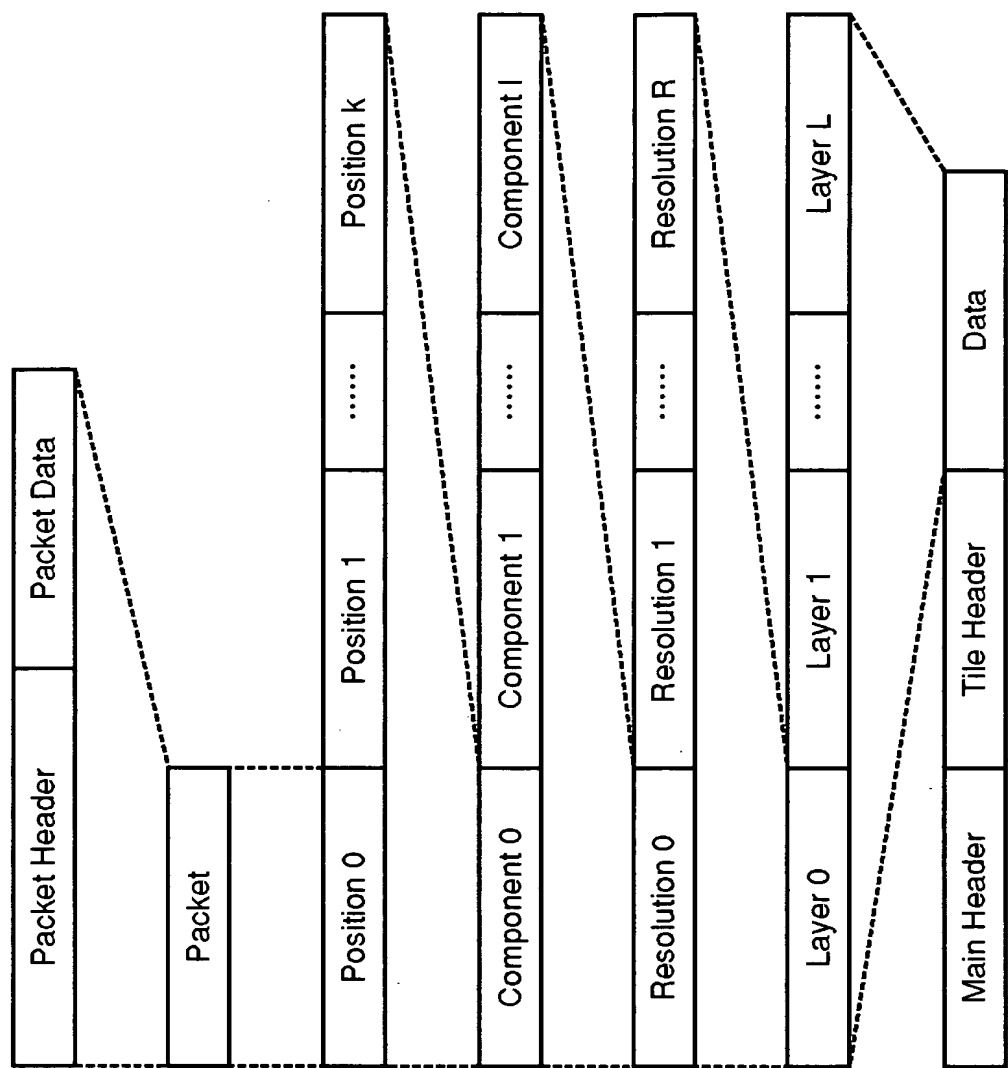 Packet Header Packet Data
Packet
Position 0 Position 1 ...... Position k
Component 0 Component 1 ...... Component I
Resolution 0 Resolution 1 ...... Resolution R
Layer 0 Layer 1 ...... Layer L
Main Header Tile Header Data